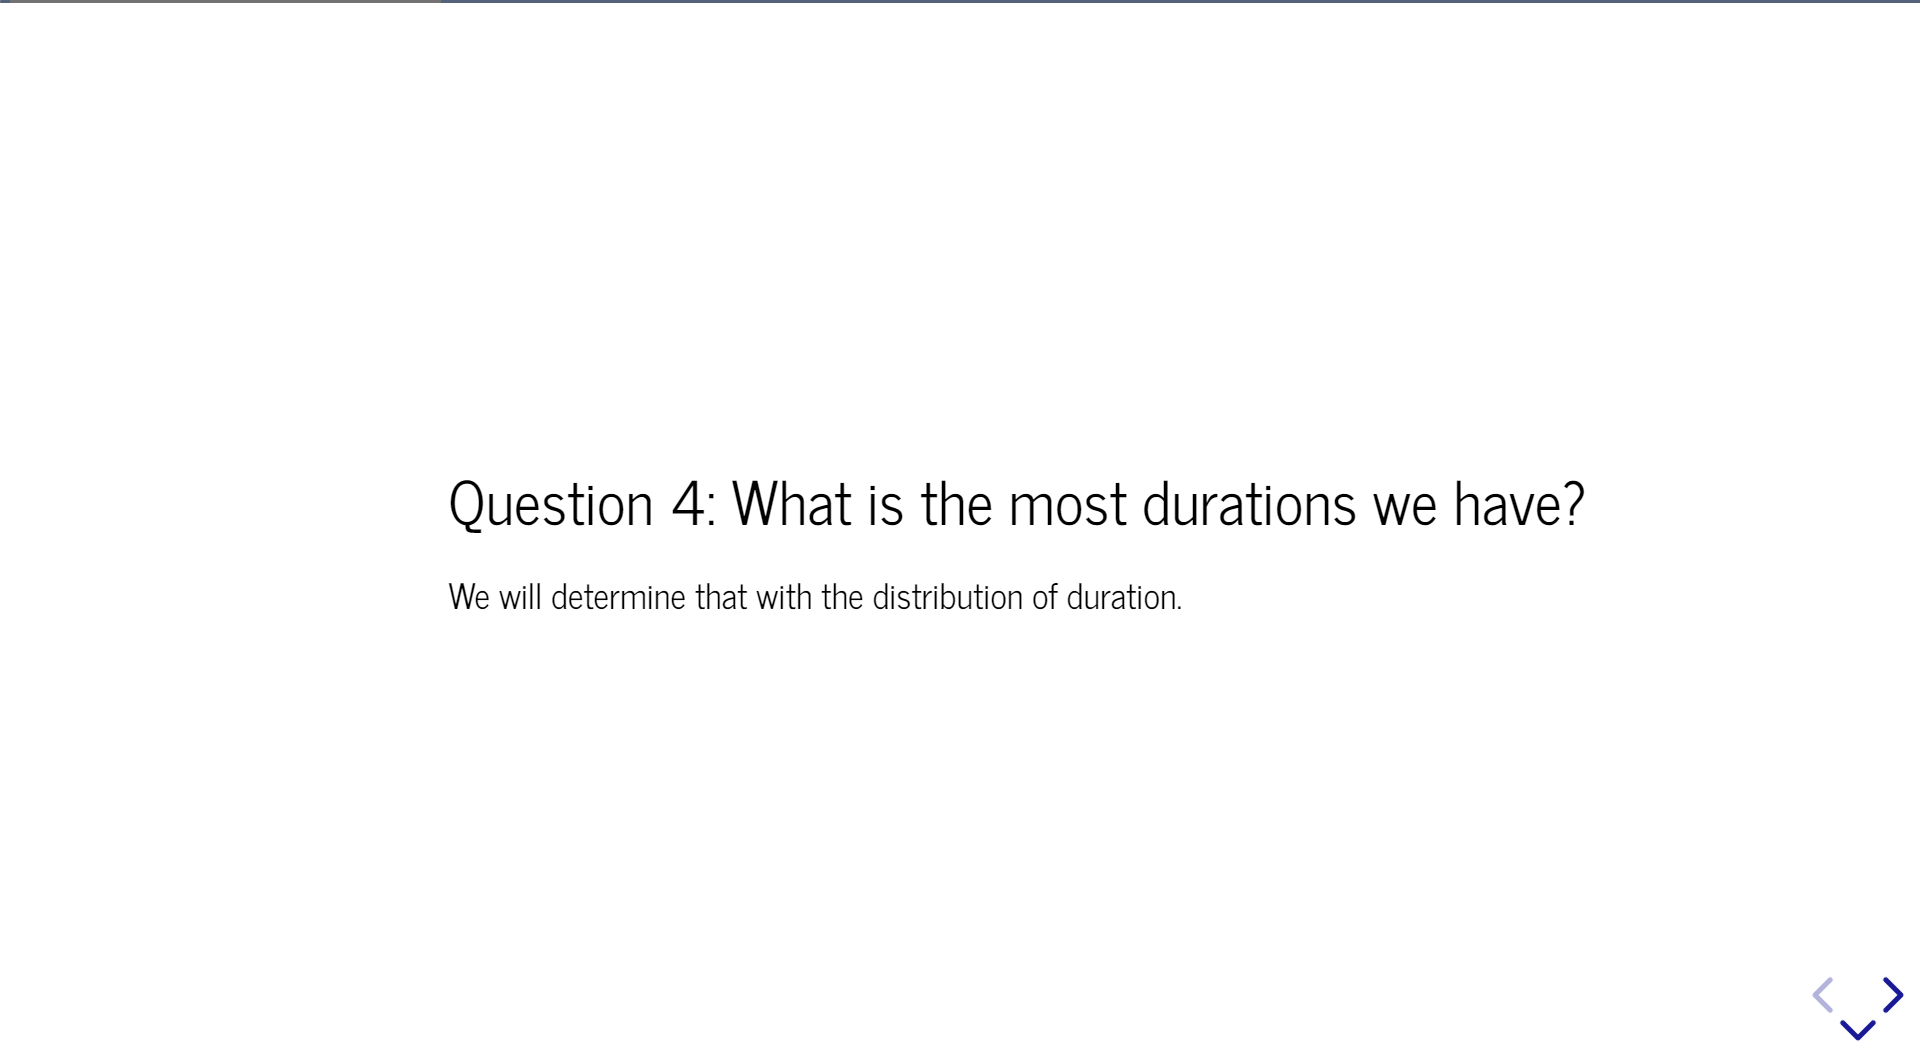 Question 4: What is the most durations we have?
We will determine that with the distribution of duration.